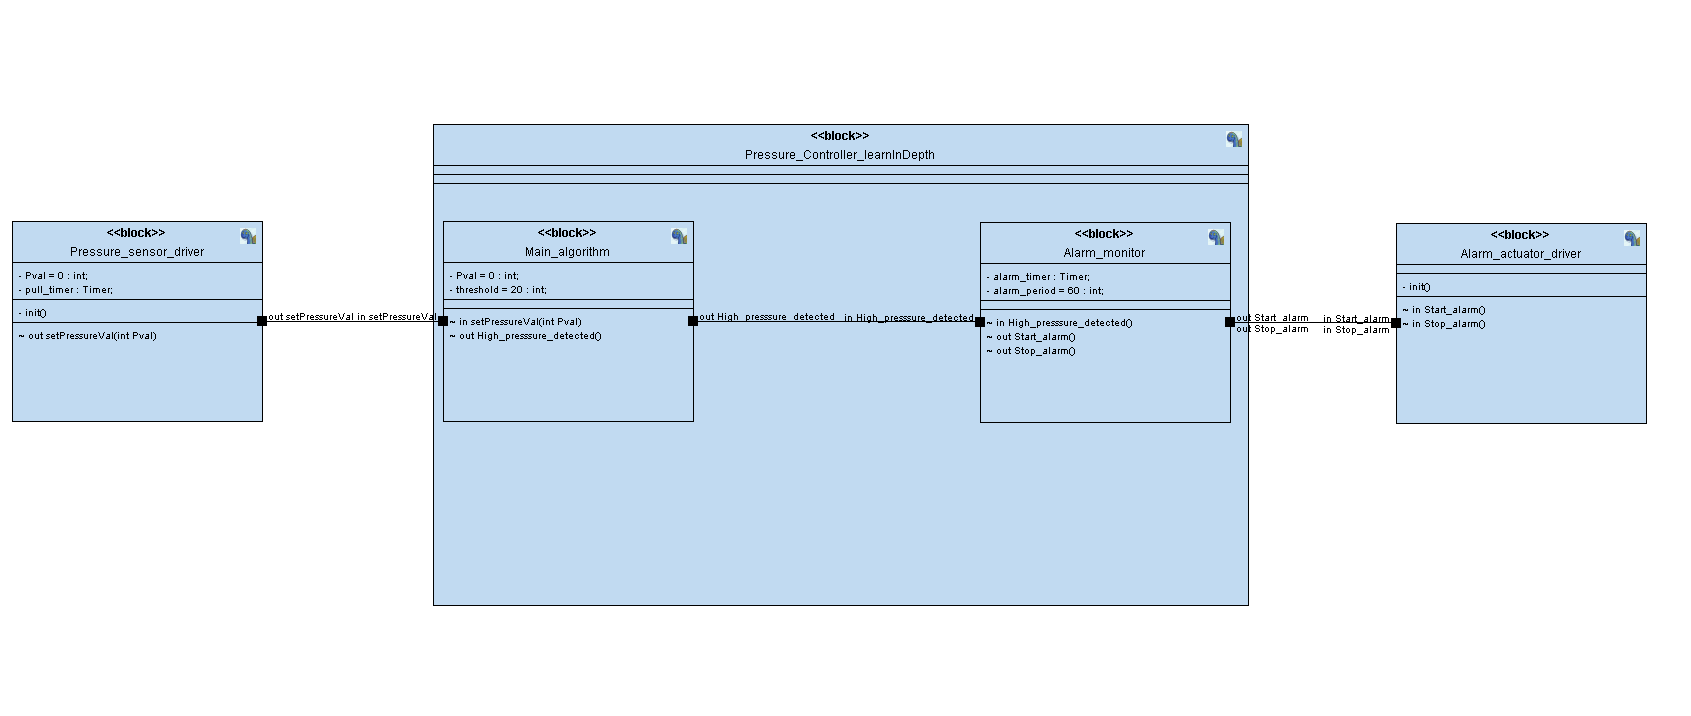 <<block>>
Pressure_Controller_learnInDepth
<<block>>
Pressure_sensor_driver
- Pval = 0 : int;
- pull_timer : Timer;
- init()
~ out setPressureVal(int Pval)
out setPressureVal in setPressureVal
<<block>>
Main_algorithm
- Pval = 0 : int;
- threshold = 20 : int;
~ in setPressureVal(int Pval)
~ out High_presssure_detected()
out High_presssure_detected in High_presssure_detected
<<block>>
Alarm_monitor
- alarm_timer : Timer;
- alarm_period = 60 : int;
~ in High_presssure_detected()
~ out Start_alarm()
~ out Stop_alarm()
out Start_alarm in Start_alarm
out Stop_alarm in Stop_alarm
<<block>>
Alarm_actuator_driver
- init()
~ in Start_alarm()
~ in Stop_alarm()